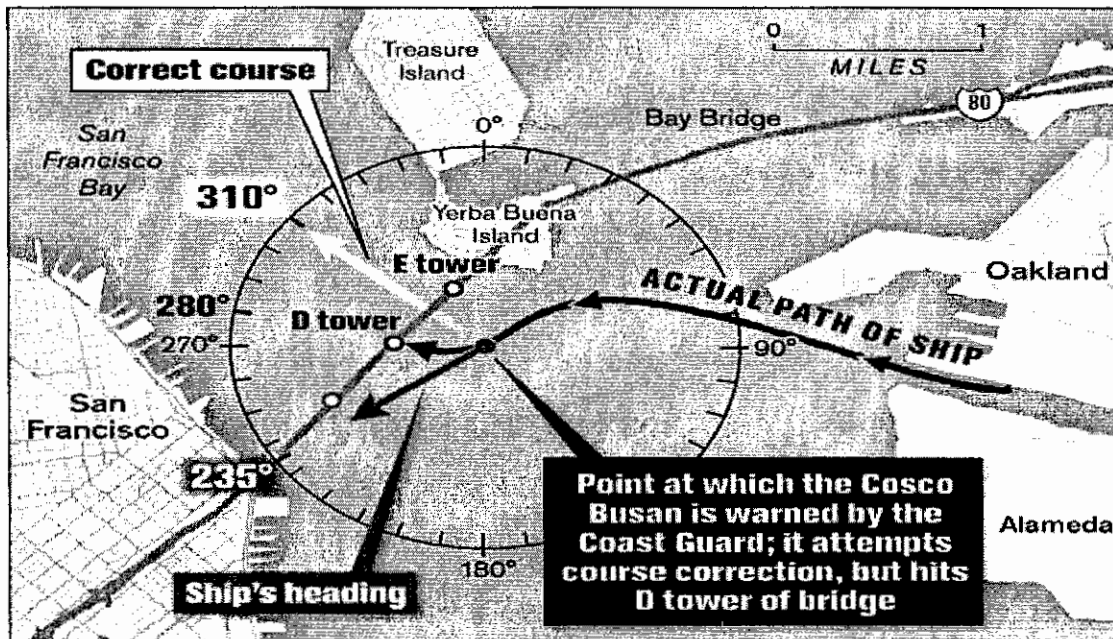 Correct course
Treasure
Island
0 1
MILES
80
Bay Bridge
San
Francisco
Bay
0°
310°
Yerba Buena
Island
E tower
Oakland
ACTUAL PATH OF SHIP
280°
D tower
270°
90°
San
Francisco
235°
Point at which the Cosco
Busan is warned by the
Coast Guard; it attempts
course correction, but hits
D tower of bridge
Alameda
180°
Ship's heading